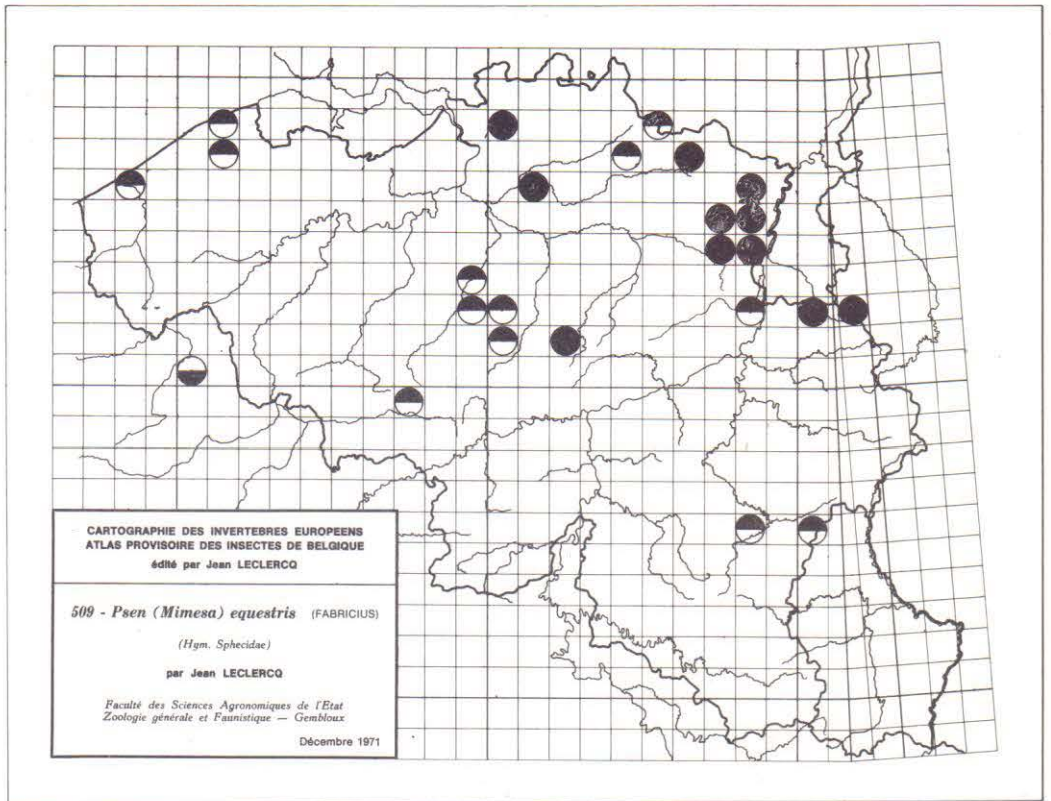 CARTOGRAPHIE DES INVERTEBRES EUROPEENS
ATLAS PROVISOIRE DES INSECTES DE BELGIQUE
édité par Jean LECLERCQ
509 - Psen (Mimesa) equestris (FABRICIUS)
(Hym. Sphecidae)
par Jean LECLERCQ
Faculté des Sciences Agronomiques de l'Etat
Zoologie générale et Faunistique — Gembloux
Décembre 1971